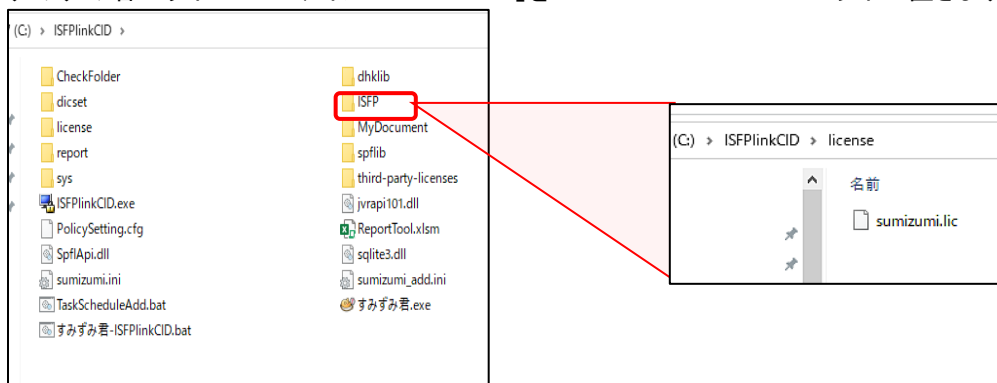 (C:) › ISFPlinkCID ›
CheckFolder
dicset
license
report
sys
ISFPlinkCID.exe
PolicySetting.cfg
SpflApi.dll
sumizumi.ini
TaskScheduleAdd.bat
すみずみ君-ISFPlinkCID.bat
dhklib
ISFP
MyDocument
spflib
third-party-licenses
jvrapi101.dll
ReportTool.xlsm
sqlite3.dll
sumizumi_add.ini
すみずみ君.exe
(C:) › ISFPlinkCID › license
名前
sumizumi.lic